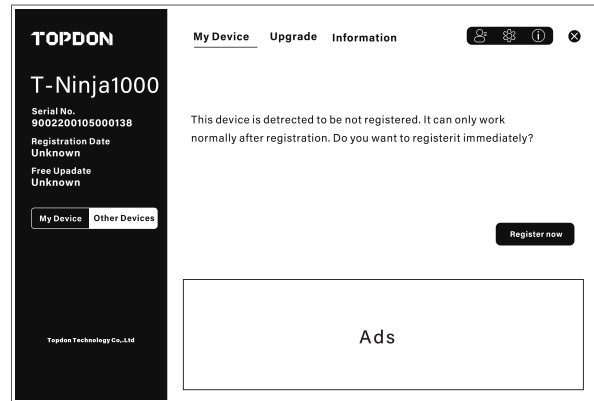 TOPDON
T-Ninja1000
Serial No.
9002200105000138
Registration Date
Unknown
Free Upadate
Unknown
My Device Other Devices
Topdon Technology Co,.Ltd
My Device Upgrade Information
This device is detrected to be not registered. It can only work
normally after registration. Do you want to registerit immediately?
Register now
Ads